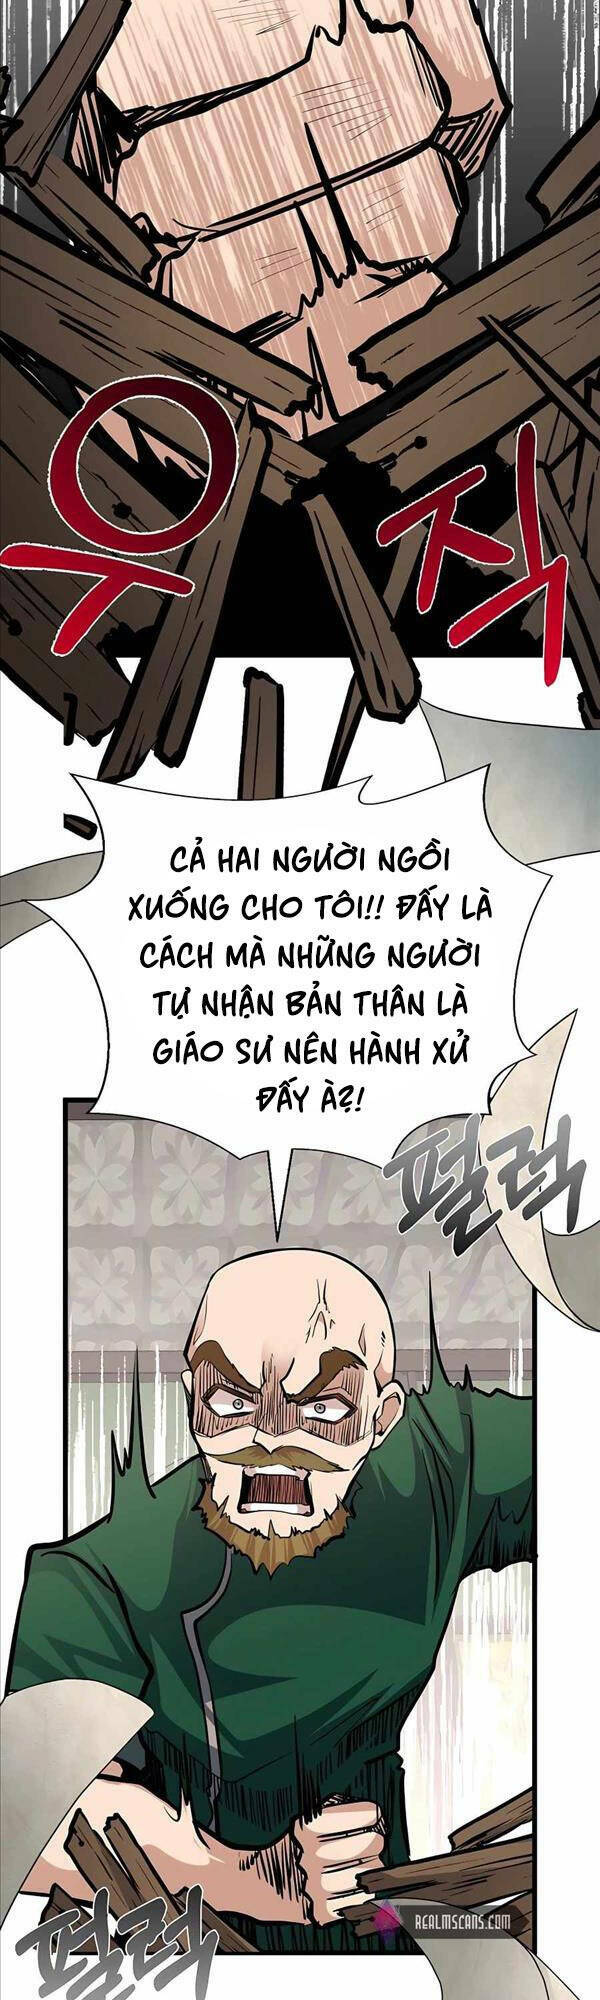 우직
CẢ HAI NGƯỜI NGỒI
XUỐNG CHO TÔI!! ĐẤY LÀ
CÁCH MÀ NHỮNG NGƯỜI
TỰ NHẬN BẢN THÂN LÀ
GIÁO SƯ NÊN HÀNH XỬ
ĐẤY À?!
펄럭
펄럭
REALMSCANS.COM